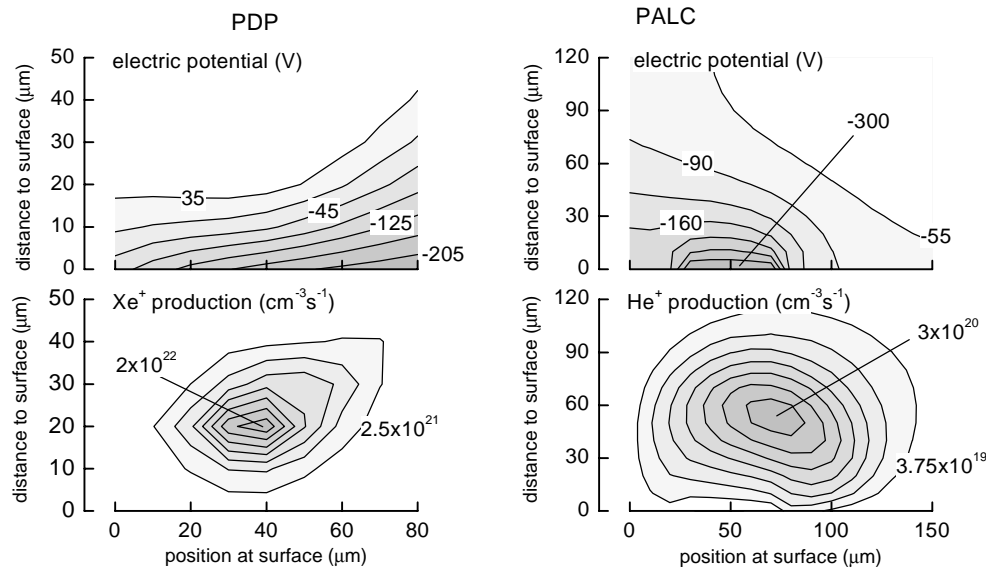 PDP
PALC
electric potential (V)
distance to surface (μm)
50
40
30
20
10
0
35
-45
-125
-205
electric potential (V)
distance to surface (μm)
120
90
60
30
0
-300
-90
-160
-55
Xe⁺ production (cm⁻³s⁻¹)
distance to surface (μm)
50
40
30
20
10
0
2x10²²
2.5x10²¹
0 20 40 60 80
position at surface (μm)
He⁺ production (cm⁻³s⁻¹)
distance to surface (μm)
120
90
60
30
0
3x10²⁰
3.75x10¹⁹
0 50 100 150
position at surface (μm)